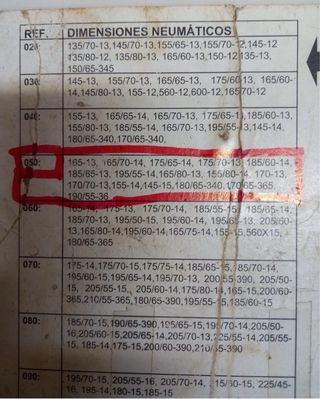 REF. DIMENSIONES NEUMÁTICOS
020: 135/70-13,145/70-13,155/65-13,155/70-12,145-12
135/80-12, 135/80-13, 165/60-13,150-12,135-13,
150/65-345
030: 145-13, 155/70-13, 165/65-13, 175/60-13, 165/60-
14,145/80-13, 155-12,560-12,600-12,165/70-12
040: 155-13, 165/65-14, 165/70-13, 175/65-13,185/60-13,
155/80-13, 185/55-14, 165/70-13,195/55-13,145-14,
180/65-340,170/65-340,
050: 165-13, 165/70-14, 175/65-14, 175/70-13,185/60-14,
185/65-13, 195/55-14,165/80-13, 155/80-14, 170-13,
170/70-13,155-14,145-15,180/65-340,170/65-365,
190/55-36
060: 165-14, 175-13, 175/70-14, 185/55-15, 185/65-14,
185/70-13, 195/50-15, 195/60-14, 195/65-13, 205/60-
13,165/80-14, 195/60-14,165/75-14,155-15,560X15,
180/65-365
070: 175-14,175/70-15,175/75-14,185/65-15,185/70-14,
195/60-15,195/65-14,195/70-13, 200/55-390,205/50-
15, 205/55-15, 205/60-14,175/80-14,165-15,200/60-
365,210/55-365,180/65-390,195/55-15,185/60-15
080: 185/70-15,190/65-390,195/65-15,195/70-14,205/50-
16,205/60-15,205/65-14,205/70-13,225/55-14,205/55-
15, 185-14,175-15,200/60-390,210/55-390
090: 195/70-15, 205/55-16, 205/70-14, 225/45-
16, 195-14,180-15,185-15